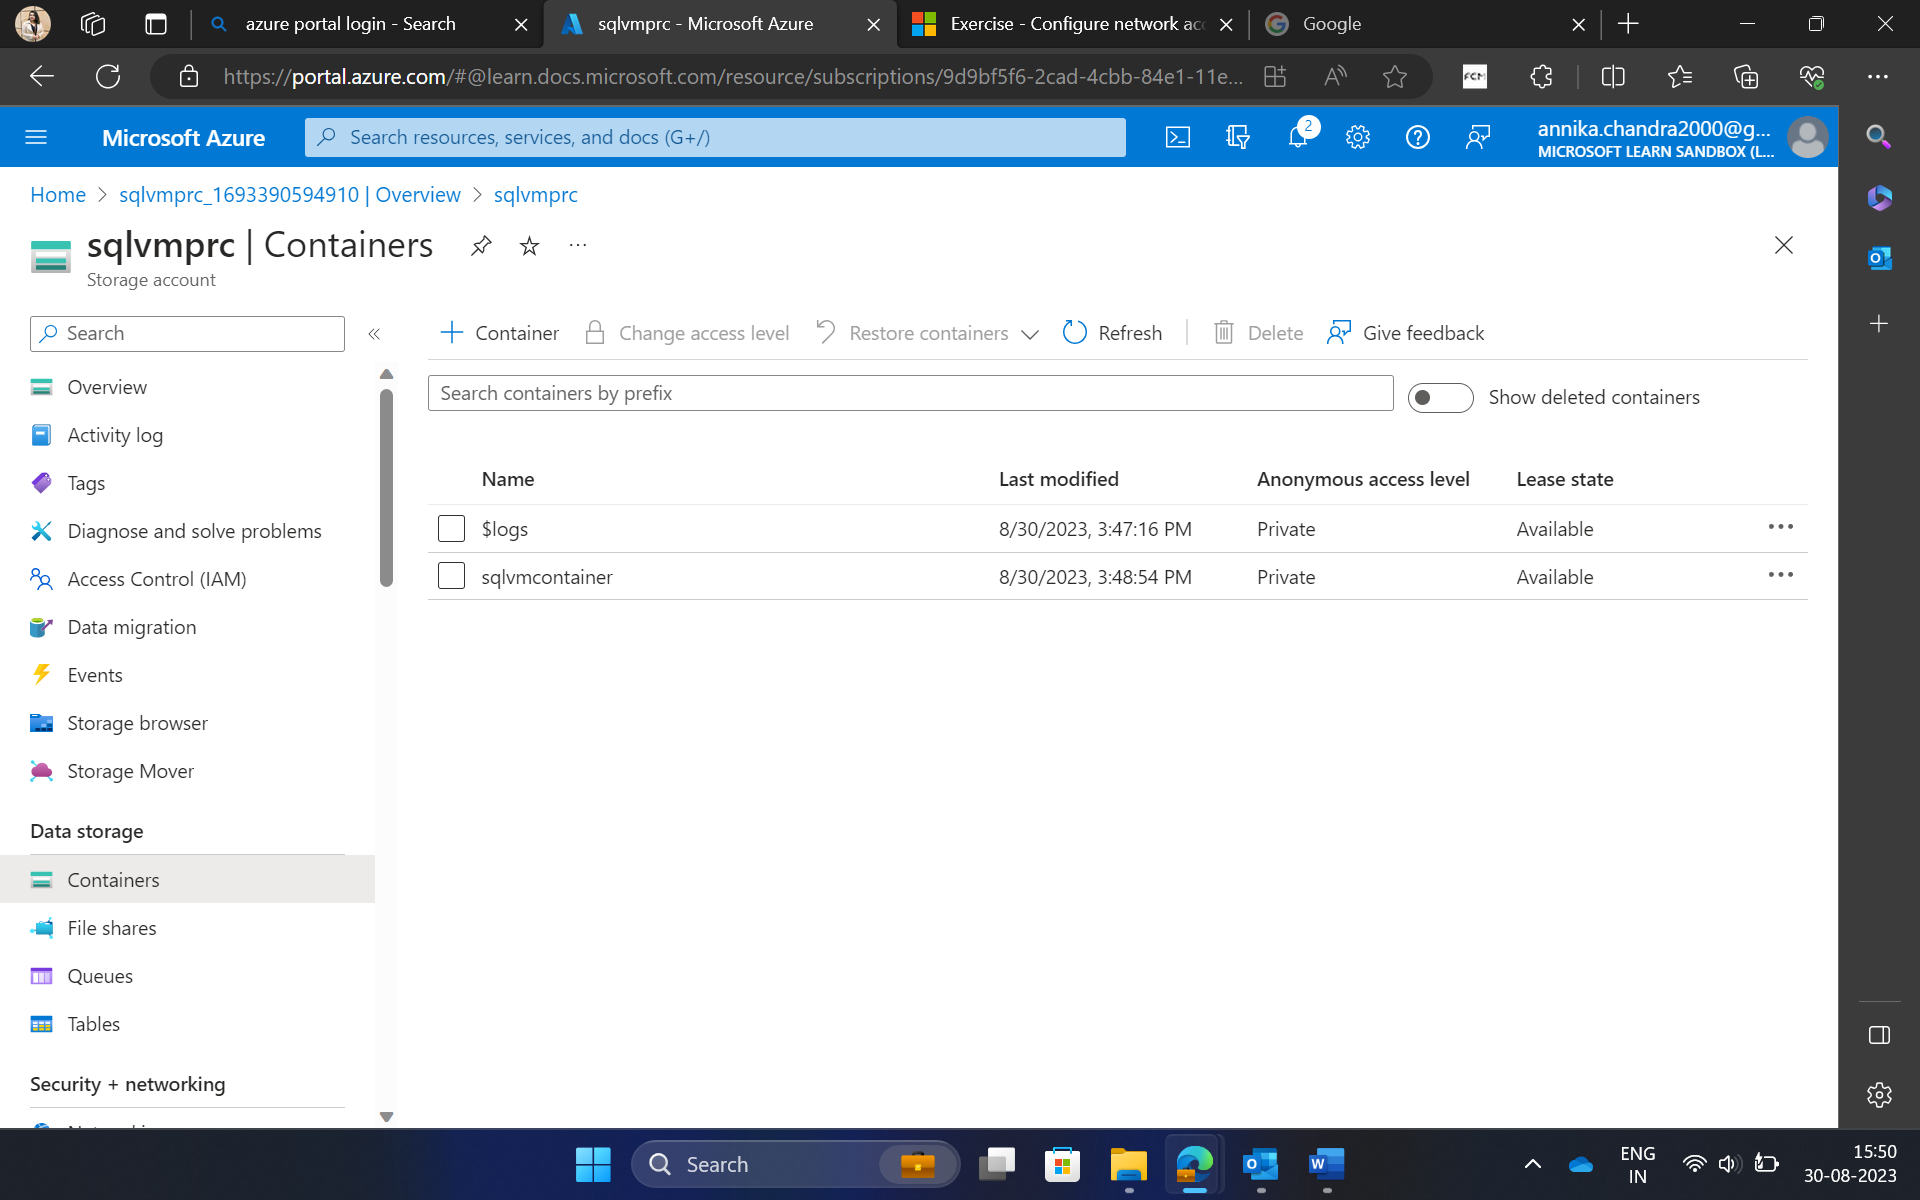 azure portal login - Search
sqlvmprc - Microsoft Azure
Exercise - Configure network acc
Google
https://portal.azure.com/#@learn.docs.microsoft.com/resource/subscriptions/9d9bf5f6-2cad-4cbb-84e1-11e...
FCM
Microsoft Azure
Search resources, services, and docs (G+/)
2
annika.chandra2000@g...
MICROSOFT LEARN SANDBOX (L...
Home > sqlvmprc_1693390594910 | Overview > sqlvmprc
sqlvmprc | Containers
Storage account
Search
Container
Change access level
Restore containers
Refresh
Delete
Give feedback
Search containers by prefix
Show deleted containers
Overview
Activity log
Tags
Diagnose and solve problems
Access Control (IAM)
Data migration
Events
Storage browser
Storage Mover
Data storage
Containers
File shares
Queues
Tables
Security + networking
Name Last modified Anonymous access level Lease state
$logs 8/30/2023, 3:47:16 PM Private Available
sqlvmcontainer 8/30/2023, 3:48:54 PM Private Available
Search
ENG
IN
15:50
30-08-2023